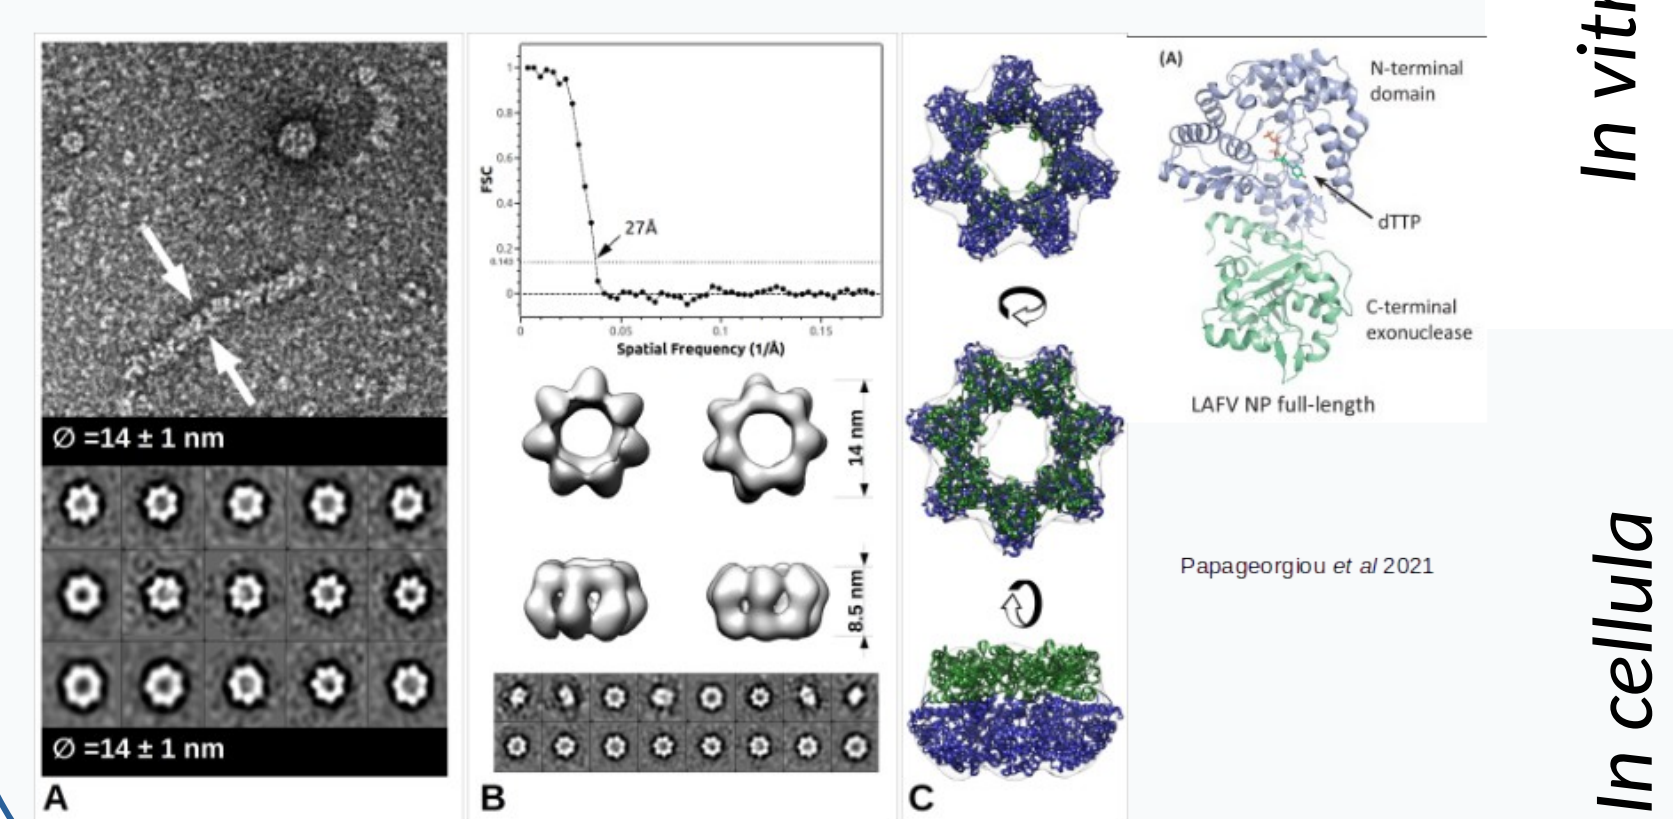 Ø =14 ± 1 nm
Ø =14 ± 1 nm
A
FSC
1
0.8
0.6
0.4
0.2
0.143
0
27Å
0
0.05
0.1
0.15
Spatial Frequency (1/Å)
14 nm
8.5 nm
B
C
(A)
N-terminal
domain
dTTP
C-terminal
exonuclease
LAFV NP full-length
Papageorgiou et al 2021
In vitr
In cellula